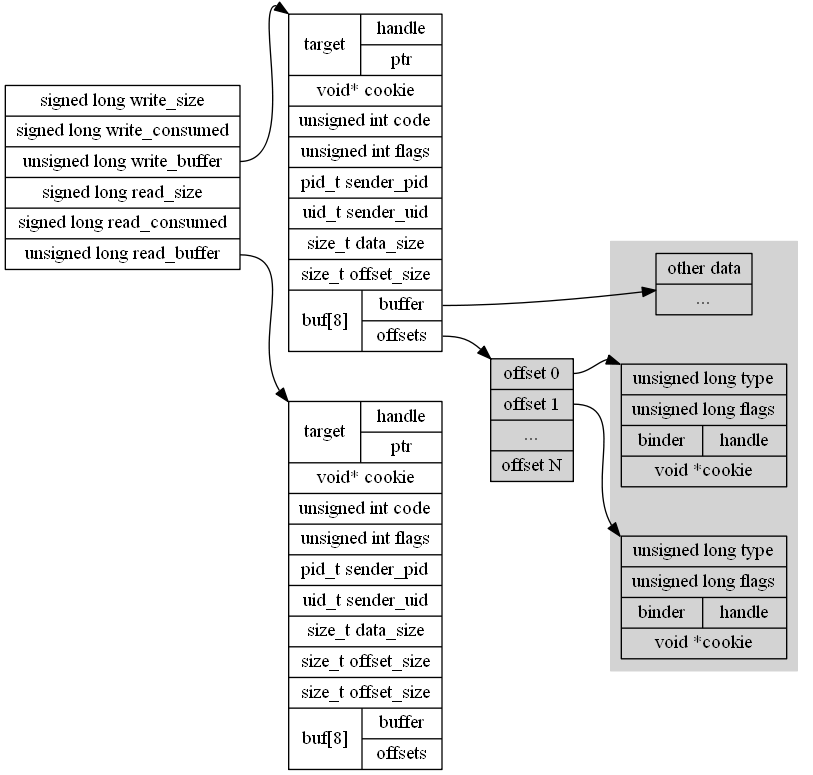 signed long write_size
signed long write_consumed
unsigned long write_buffer
signed long read_size
signed long read_consumed
unsigned long read_buffer
target
handle
ptr
void* cookie
unsigned int code
unsigned int flags
pid_t sender_pid
uid_t sender_uid
size_t data_size
size_t offset_size
buf[8]
buffer
offsets
target
handle
ptr
void* cookie
unsigned int code
unsigned int flags
pid_t sender_pid
uid_t sender_uid
size_t data_size
size_t offset_size
size_t offset_size
buf[8]
buffer
offsets
offset 0
offset 1
...
offset N
other data
...
unsigned long type
unsigned long flags
binder
handle
void *cookie
unsigned long type
unsigned long flags
binder
handle
void *cookie